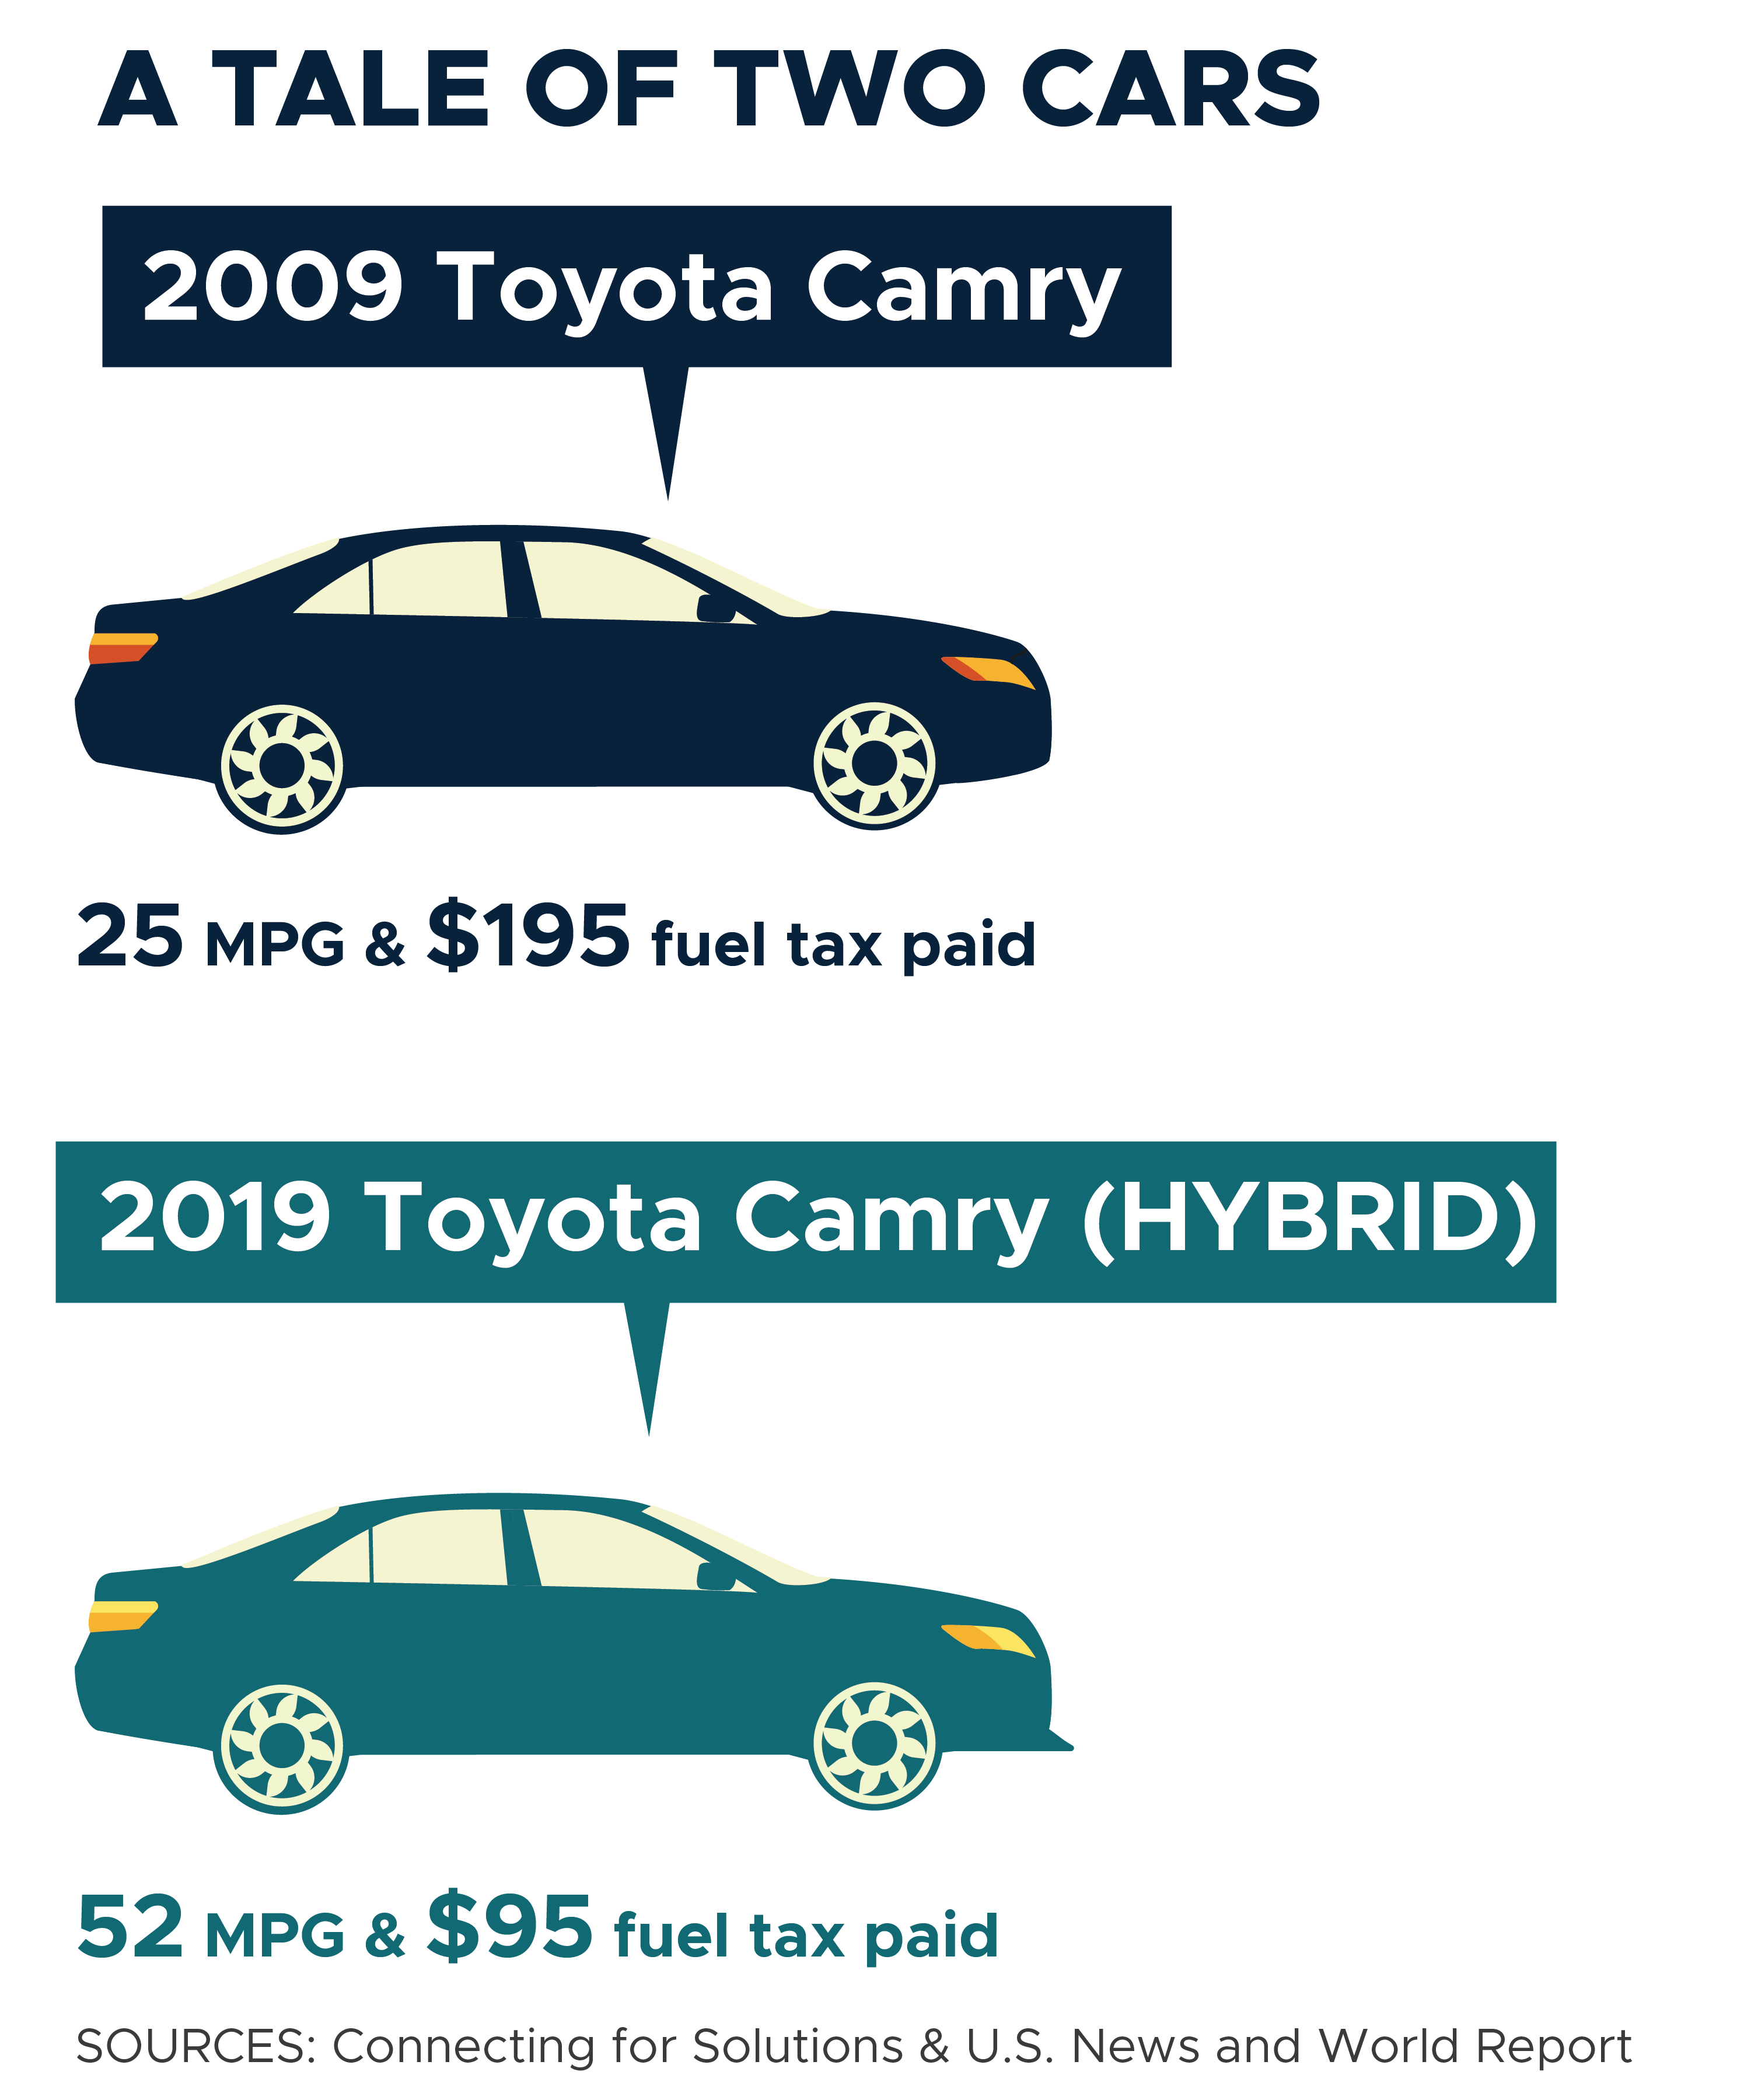 A TALE OF TWO CARS
2009 Toyota Camry
25 MPG & $195 fuel tax paid
2019 Toyota Camry (HYBRID)
52 MPG & $95 fuel tax paid
SOURCES: Connecting for Solutions & U.S. News and World Report